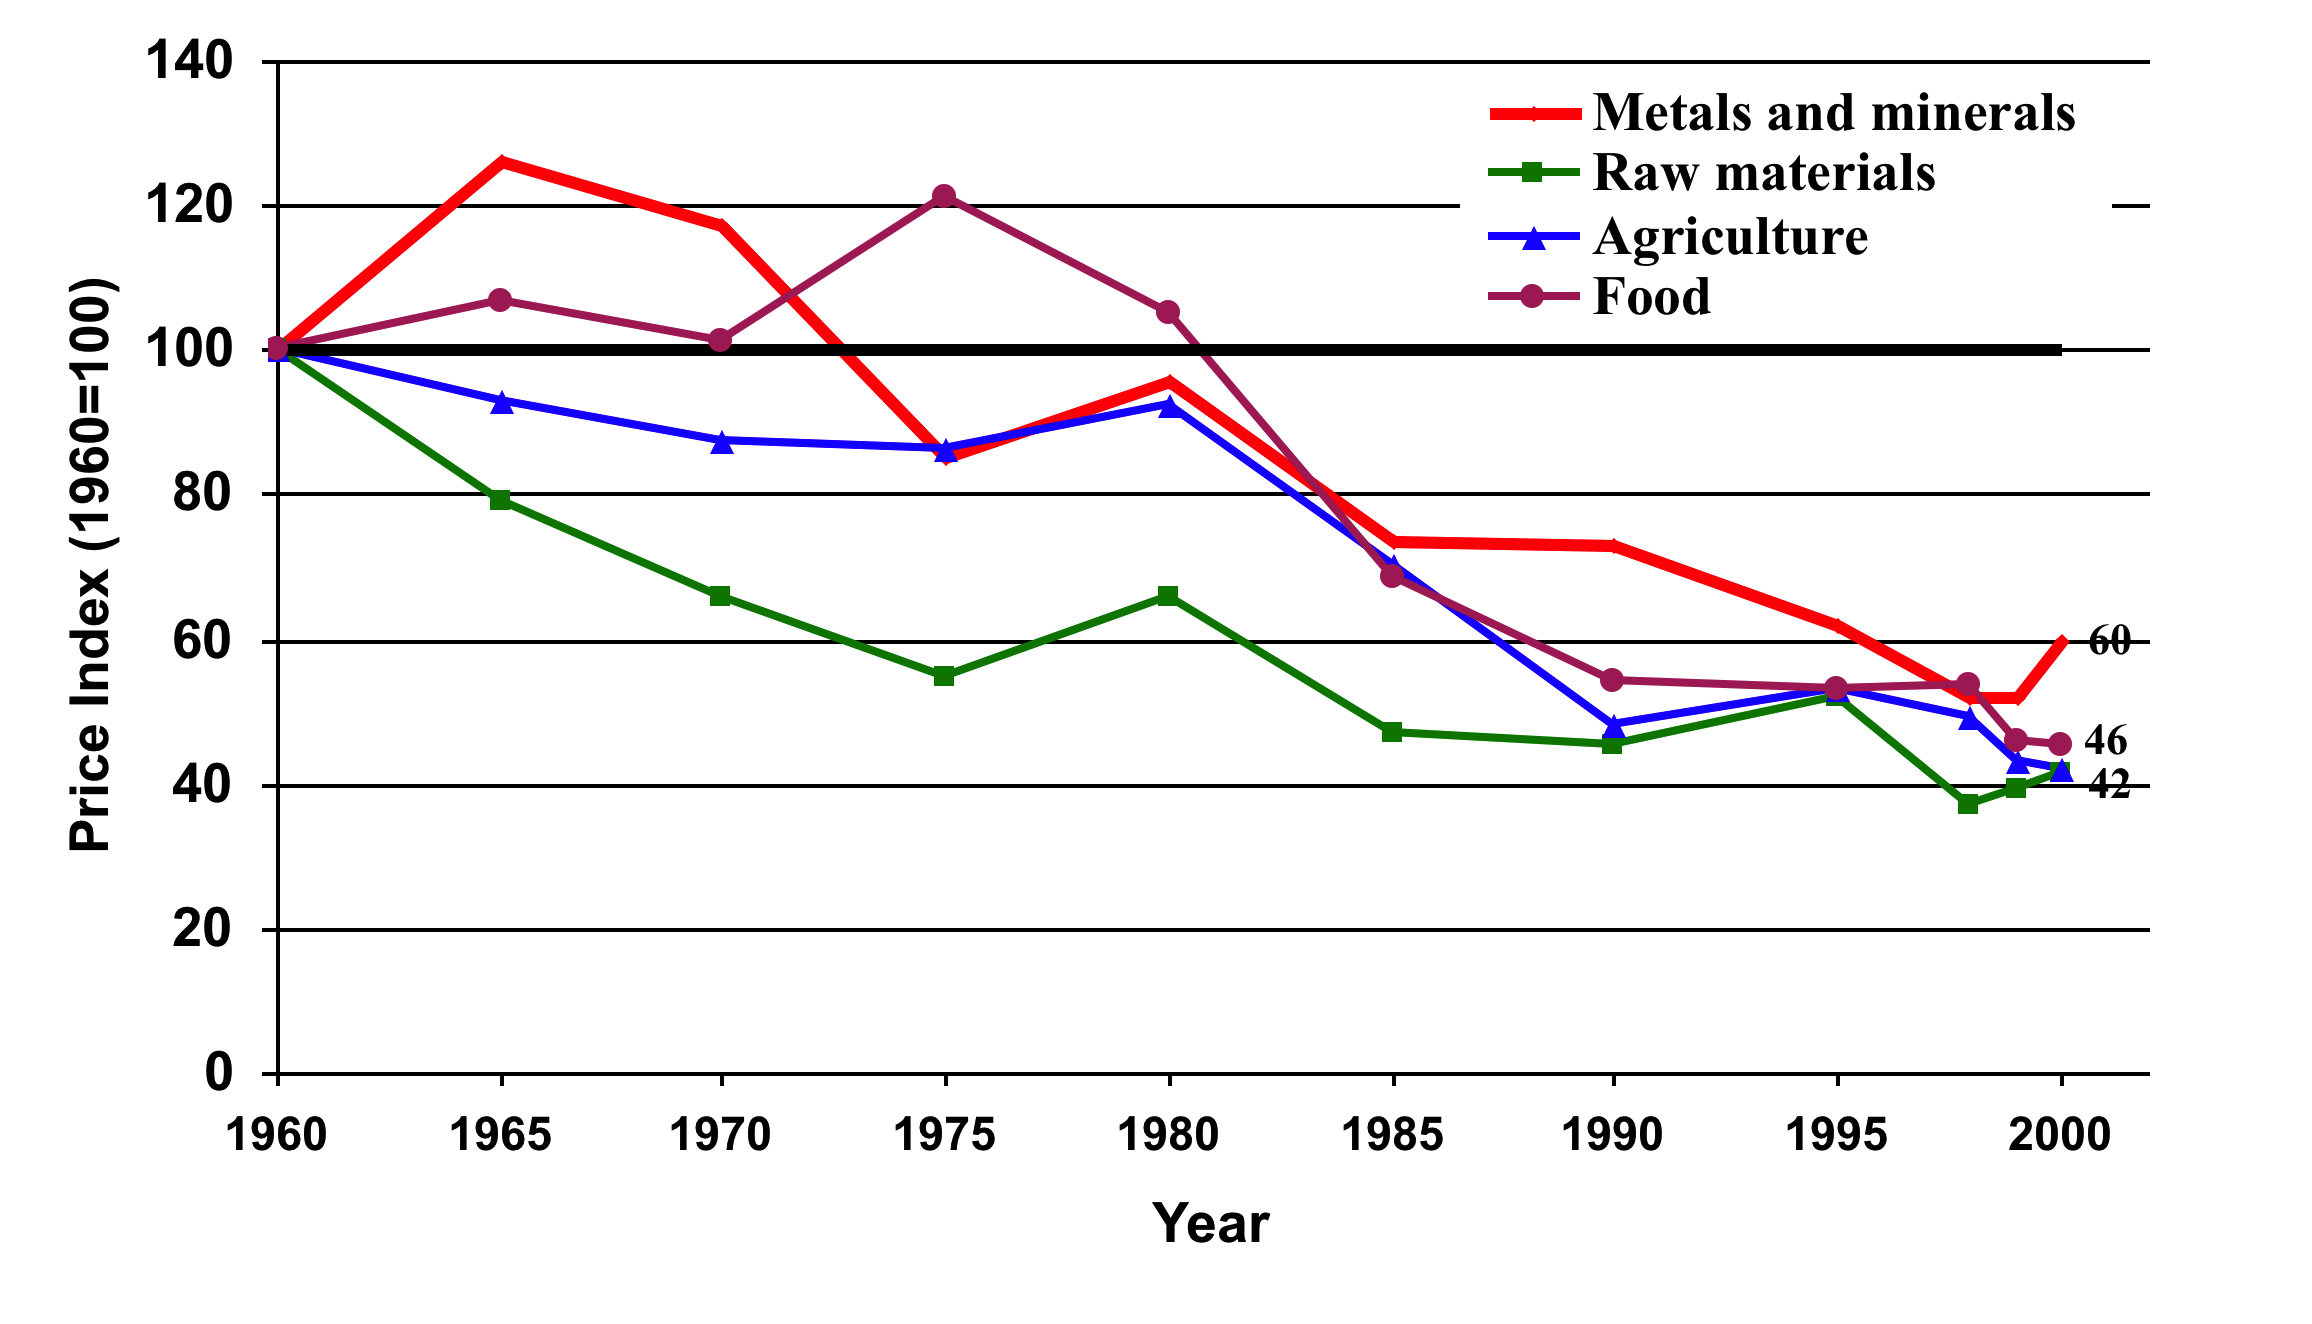 140
120
100
80
60
40
20
0
Price Index (1960=100)
Metals and minerals
Raw materials
Agriculture
Food
60
46
42
1960 1965 1970 1975 1980 1985 1990 1995 2000
Year